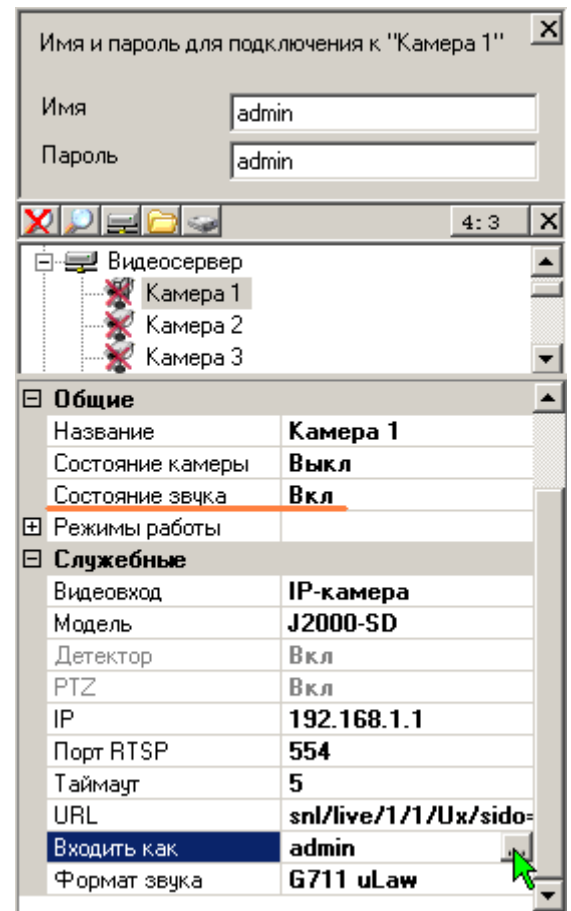 Имя и пароль для подключения к "Камера 1"
Имя admin
Пароль admin
4: 3
Видеосервер
Камера 1
Камера 2
Камера 3
Общие
Название Камера 1
Состояние камеры Выкл
Состояние звука Вкл
Режимы работы
Служебные
Видеовход IP-камера
Модель J2000-SD
Детектор Вкл
PTZ Вкл
IP 192.168.1.1
Порт RTSP 554
Таймаут 5
URL snl/live/1/1/Ux/sido=
Входить как admin ...
Формат звука G711 uLaw